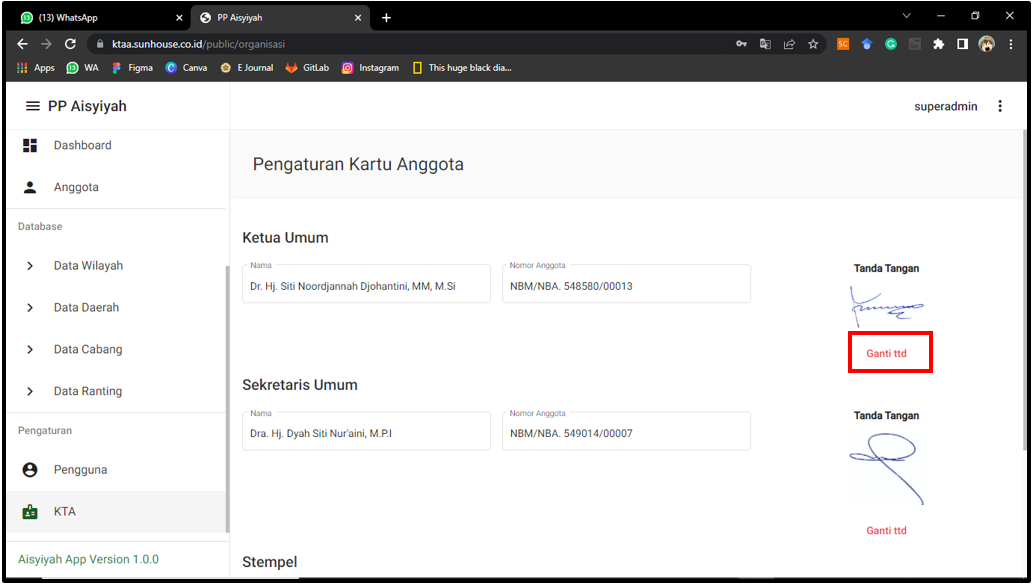 (13) WhatsApp
PP Aisyiyah
ktaa.sunhouse.co.id/public/organisasi
Apps WA Figma Canva E Journal GitLab Instagram This huge black dia...
PP Aisyiyah
superadmin
Dashboard
Anggota
Database
Data Wilayah
Data Daerah
Data Cabang
Data Ranting
Pengaturan
Pengguna
KTA
Aisyiyah App Version 1.0.0
Pengaturan Kartu Anggota
Ketua Umum
Nama
Dr. Hj. Siti Noordjannah Djohantini, MM, M.Si
Nomor Anggota
NBM/NBA. 548580/00013
Tanda Tangan
Ganti ttd
Sekretaris Umum
Nama
Dra. Hj. Dyah Siti Nur'aini, M.P.I
Nomor Anggota
NBM/NBA. 549014/00007
Tanda Tangan
Ganti ttd
Stempel